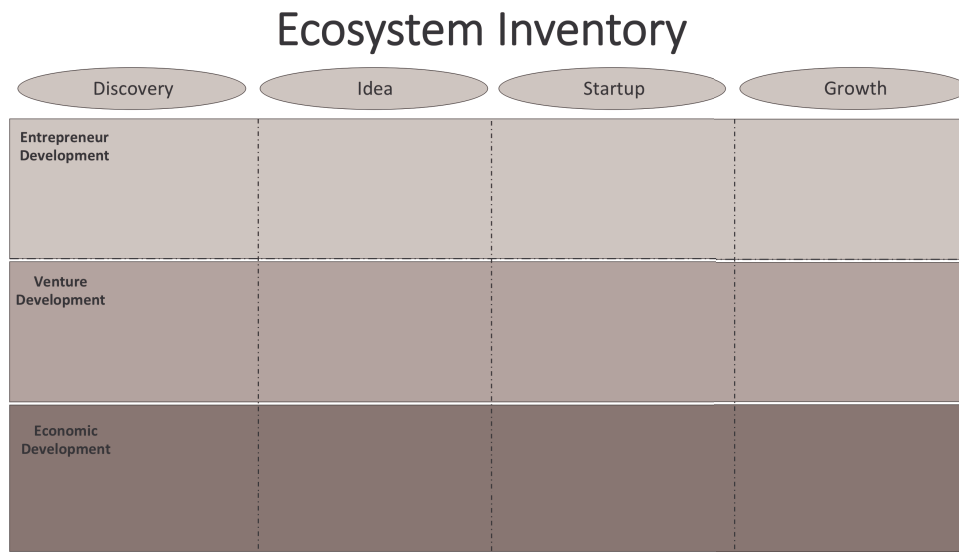 Ecosystem Inventory
Discovery
Idea
Startup
Growth
Entrepreneur
Development
Venture
Development
Economic
Development